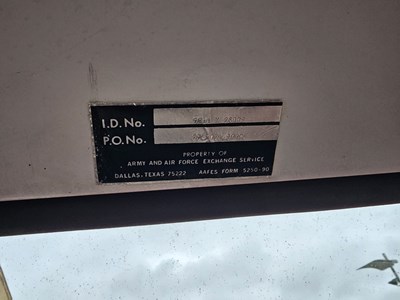 I.D. No.
P.O. No.
PROPERTY OF
ARMY AND AIR FORCE EXCHANGE SERVICE
DALLAS, TEXAS 75222 AAFES FORM 5250-90